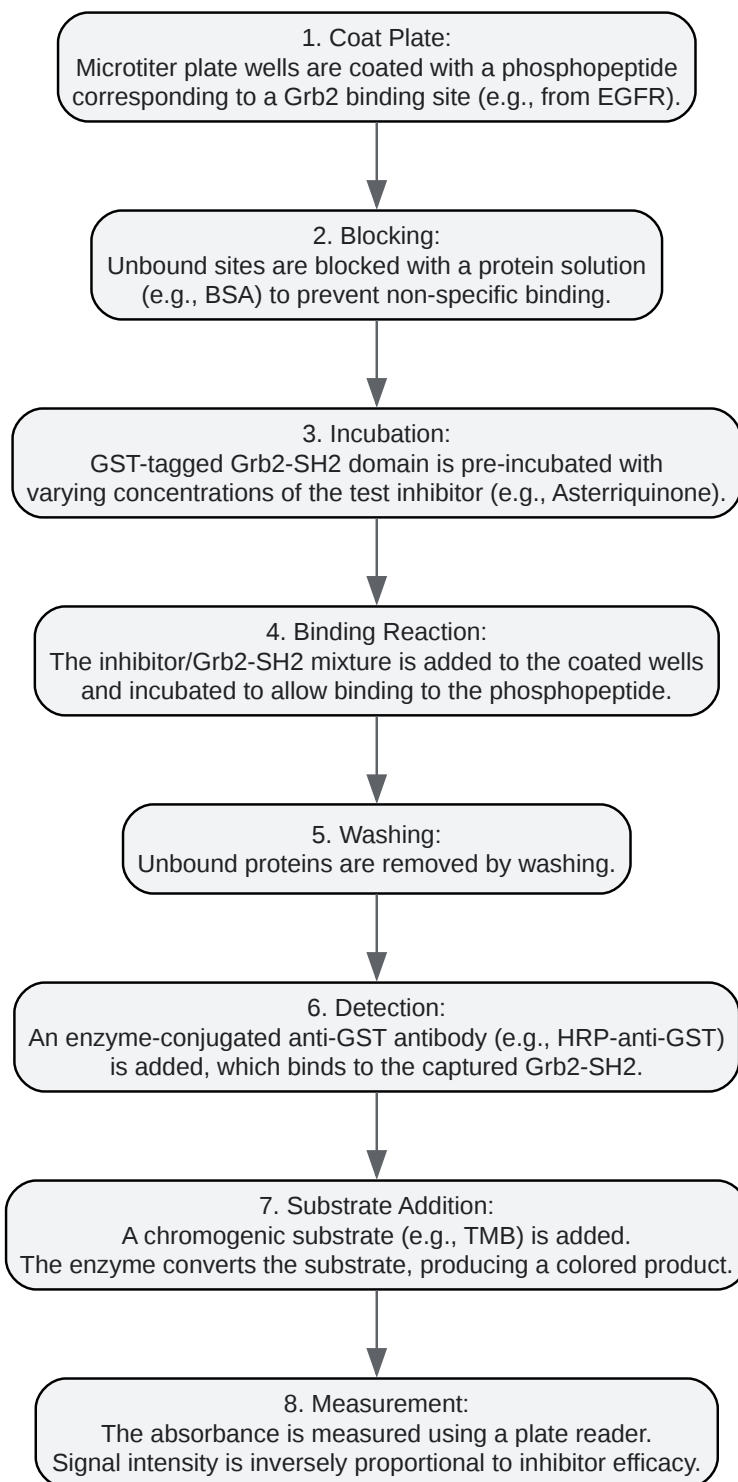 1. Coat Plate:
Microtiter plate wells are coated with a phosphopeptide
corresponding to a Grb2 binding site (e.g., from EGFR).
2. Blocking:
Unbound sites are blocked with a protein solution
(e.g., BSA) to prevent non-specific binding.
3. Incubation:
GST-tagged Grb2-SH2 domain is pre-incubated with
varying concentrations of the test inhibitor (e.g., Asterriquinone).
4. Binding Reaction:
The inhibitor/Grb2-SH2 mixture is added to the coated wells
and incubated to allow binding to the phosphopeptide.
5. Washing:
Unbound proteins are removed by washing.
6. Detection:
An enzyme-conjugated anti-GST antibody (e.g., HRP-anti-GST)
is added, which binds to the captured Grb2-SH2.
7. Substrate Addition:
A chromogenic substrate (e.g., TMB) is added.
The enzyme converts the substrate, producing a colored product.
8. Measurement:
The absorbance is measured using a plate reader.
Signal intensity is inversely proportional to inhibitor efficacy.